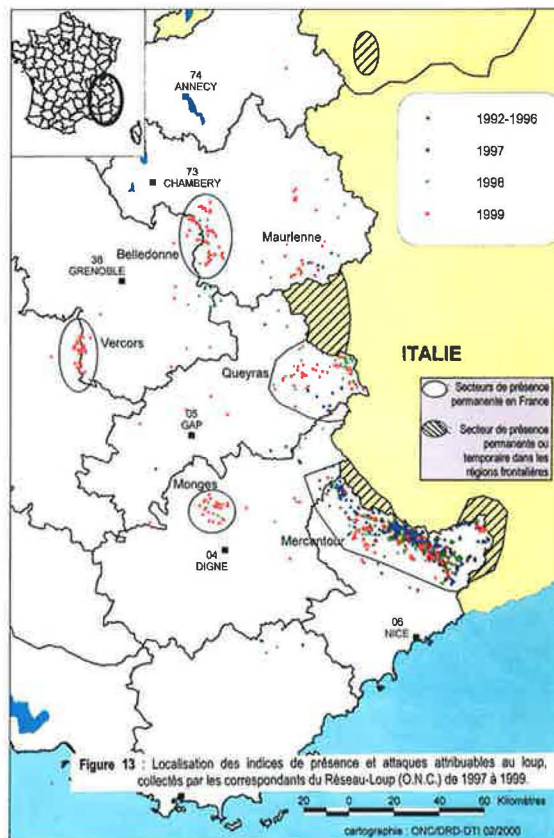 74
ANNECY
73
CHAMBERY
Belledonne
Maurienne
38
GRENOBLE
Vercors
Queyras
05
GAP
Monges
04
DIGNE
Mercantour
06
NICE
ITALIE
1992-1996
1997
1998
1999
Secteurs de présence
permanente en France
Secteur de présence
permanente ou
temporaire dans les
régions frontalières
Figure 13 : Localisation des indices de présence et attaques attribuables au loup,
collectés par les correspondants du Réseau-Loup (O.N.C.) de 1997 à 1999.
20 0 20 40 60 Kilomètres
cartographie : ONC/DRD-DTI 02/2000